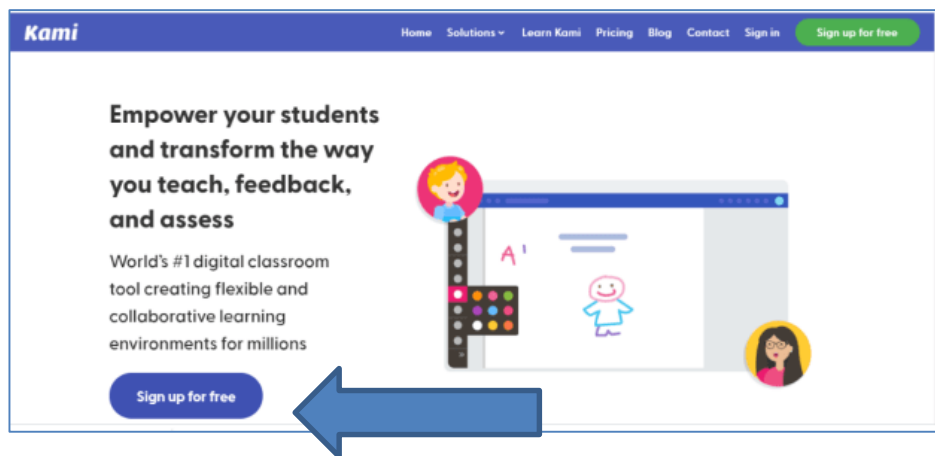 Kami
Home Solutions Learn Kami Pricing Blog Contact Sign in Sign up for free
Empower your students
and transform the way
you teach, feedback,
and assess
World's #1 digital classroom
tool creating flexible and
collaborative learning
environments for millions
Sign up for free
A+